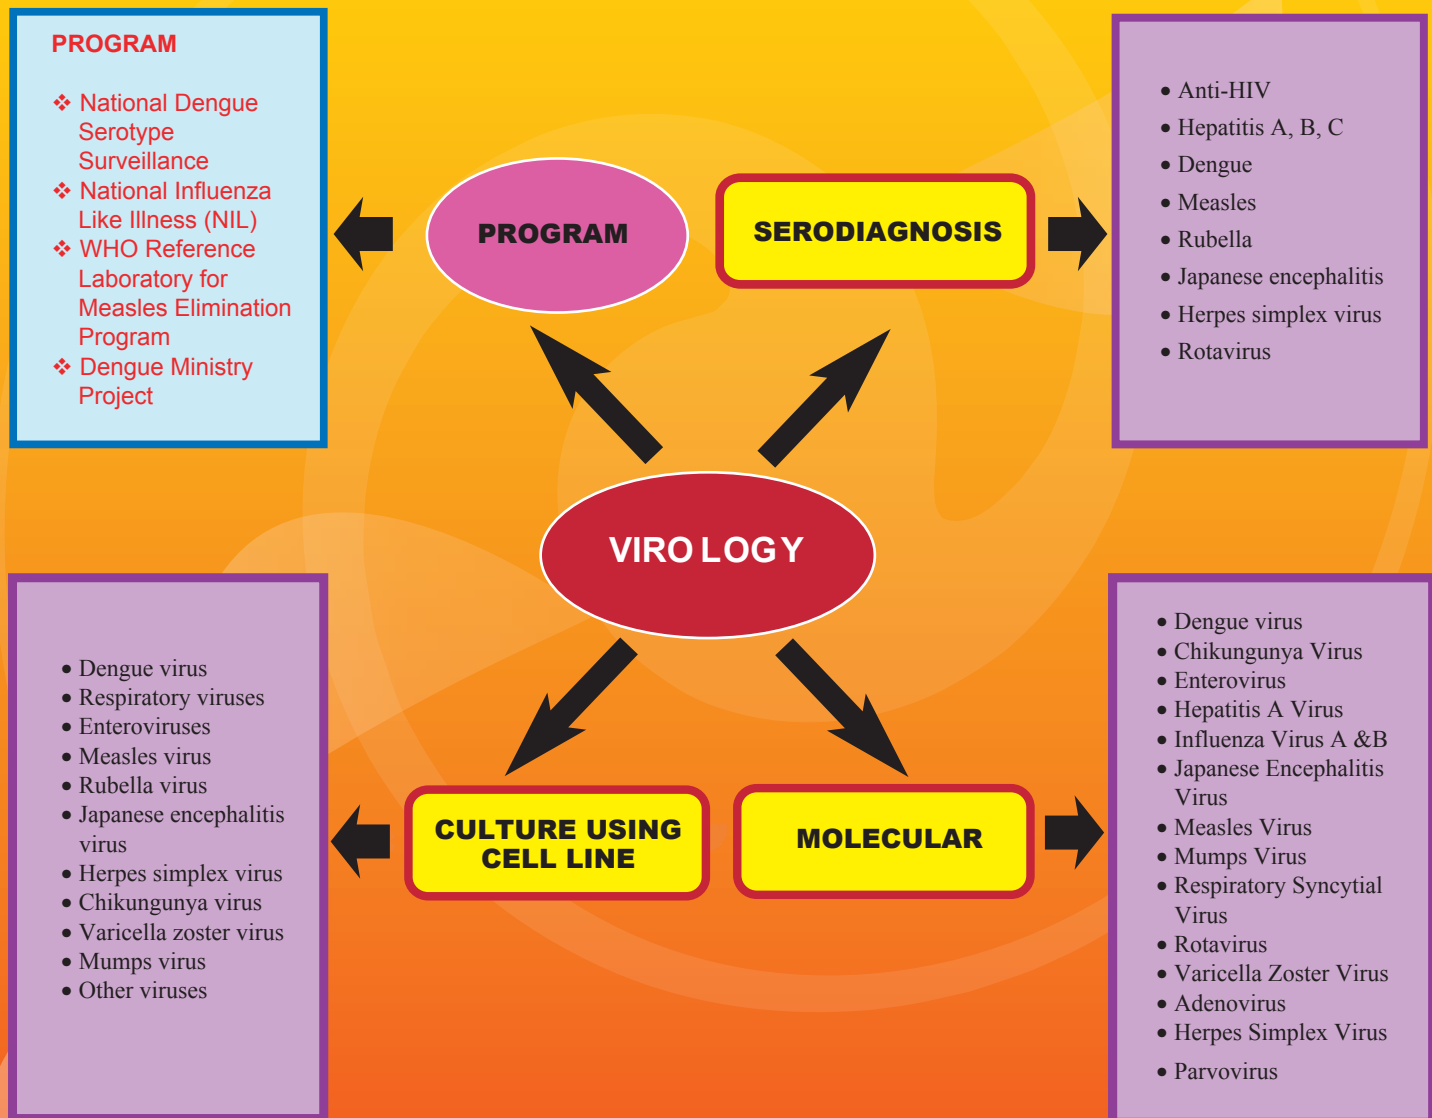 PROGRAM
❖ National Dengue
Serotype
Surveillance
❖ National Influenza
Like Illness (NIL)
❖ WHO Reference
Laboratory for
Measles Elimination
Program
❖ Dengue Ministry
Project
PROGRAM
SERODIAGNOSIS
• Anti-HIV
• Hepatitis A, B, C
• Dengue
• Measles
• Rubella
• Japanese encephalitis
• Herpes simplex virus
• Rotavirus
VIROLOGY
• Dengue virus
• Respiratory viruses
• Enteroviruses
• Measles virus
• Rubella virus
• Japanese encephalitis
virus
• Herpes simplex virus
• Chikungunya virus
• Varicella zoster virus
• Mumps virus
• Other viruses
CULTURE USING
CELL LINE
MOLECULAR
• Dengue virus
• Chikungunya Virus
• Enterovirus
• Hepatitis A Virus
• Influenza Virus A &B
• Japanese Encephalitis
Virus
• Measles Virus
• Mumps Virus
• Respiratory Syncytial
Virus
• Rotavirus
• Varicella Zoster Virus
• Adenovirus
• Herpes Simplex Virus
• Parvovirus